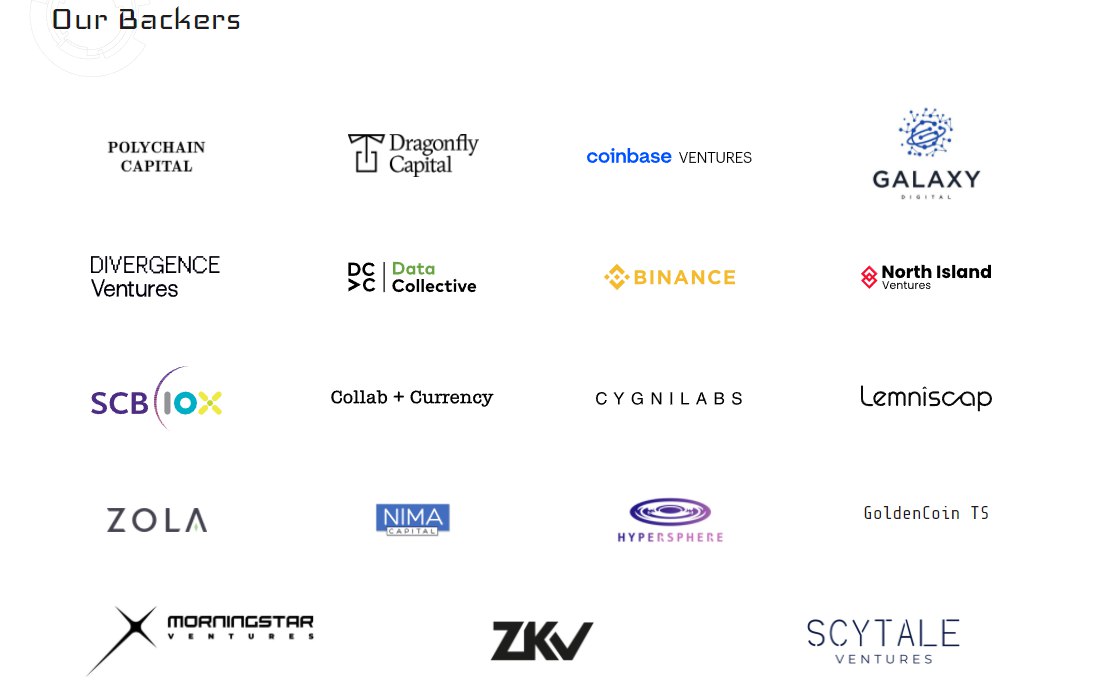 Our Backers
POLYCHAIN
CAPITAL
Dragonfly
Capital
coinbase VENTURES
GALAXY
DIGITAL
DIVERGENCE
Ventures
DC
VC
Data
Collective
BINANCE
North Island
Ventures
SCB 10X
Collab + Currency
CYGNILABS
Lemniscap
ZOLA
NIMA
CAPITAL
HYPERSPHERE
GoldenCoin TS
MORNINGSTAR
VENTURES
ZKV
SCYTALE
VENTURES